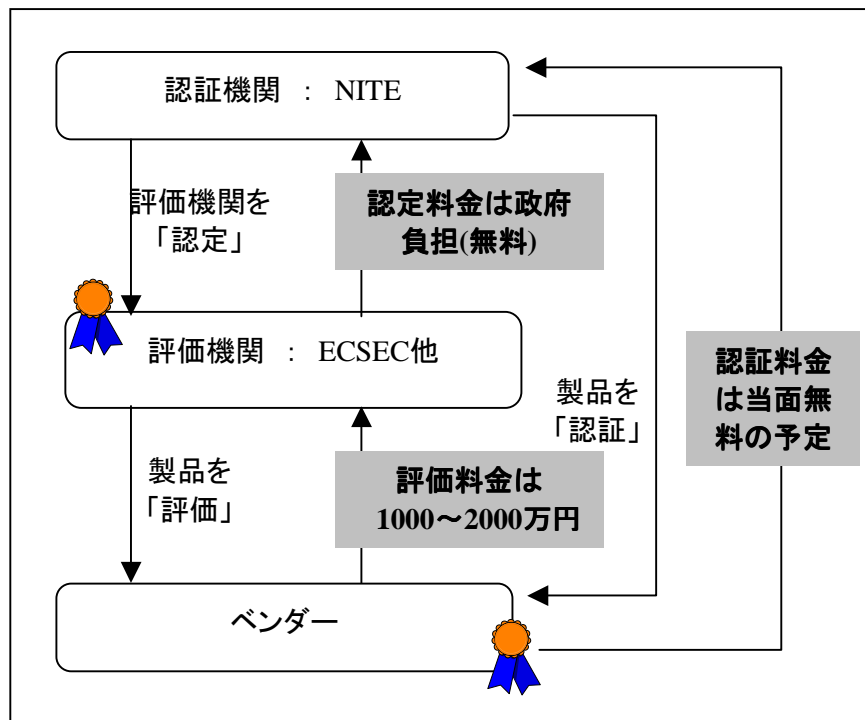 認証機関 : NITE
評価機関を
「認定」
認定料金は政府
負担(無料)
評価機関 : ECSEC他
製品を
「評価」
評価料金は
1000～2000万円
製品を
「認証」
認証料金
は当面無
料の予定
ベンダー